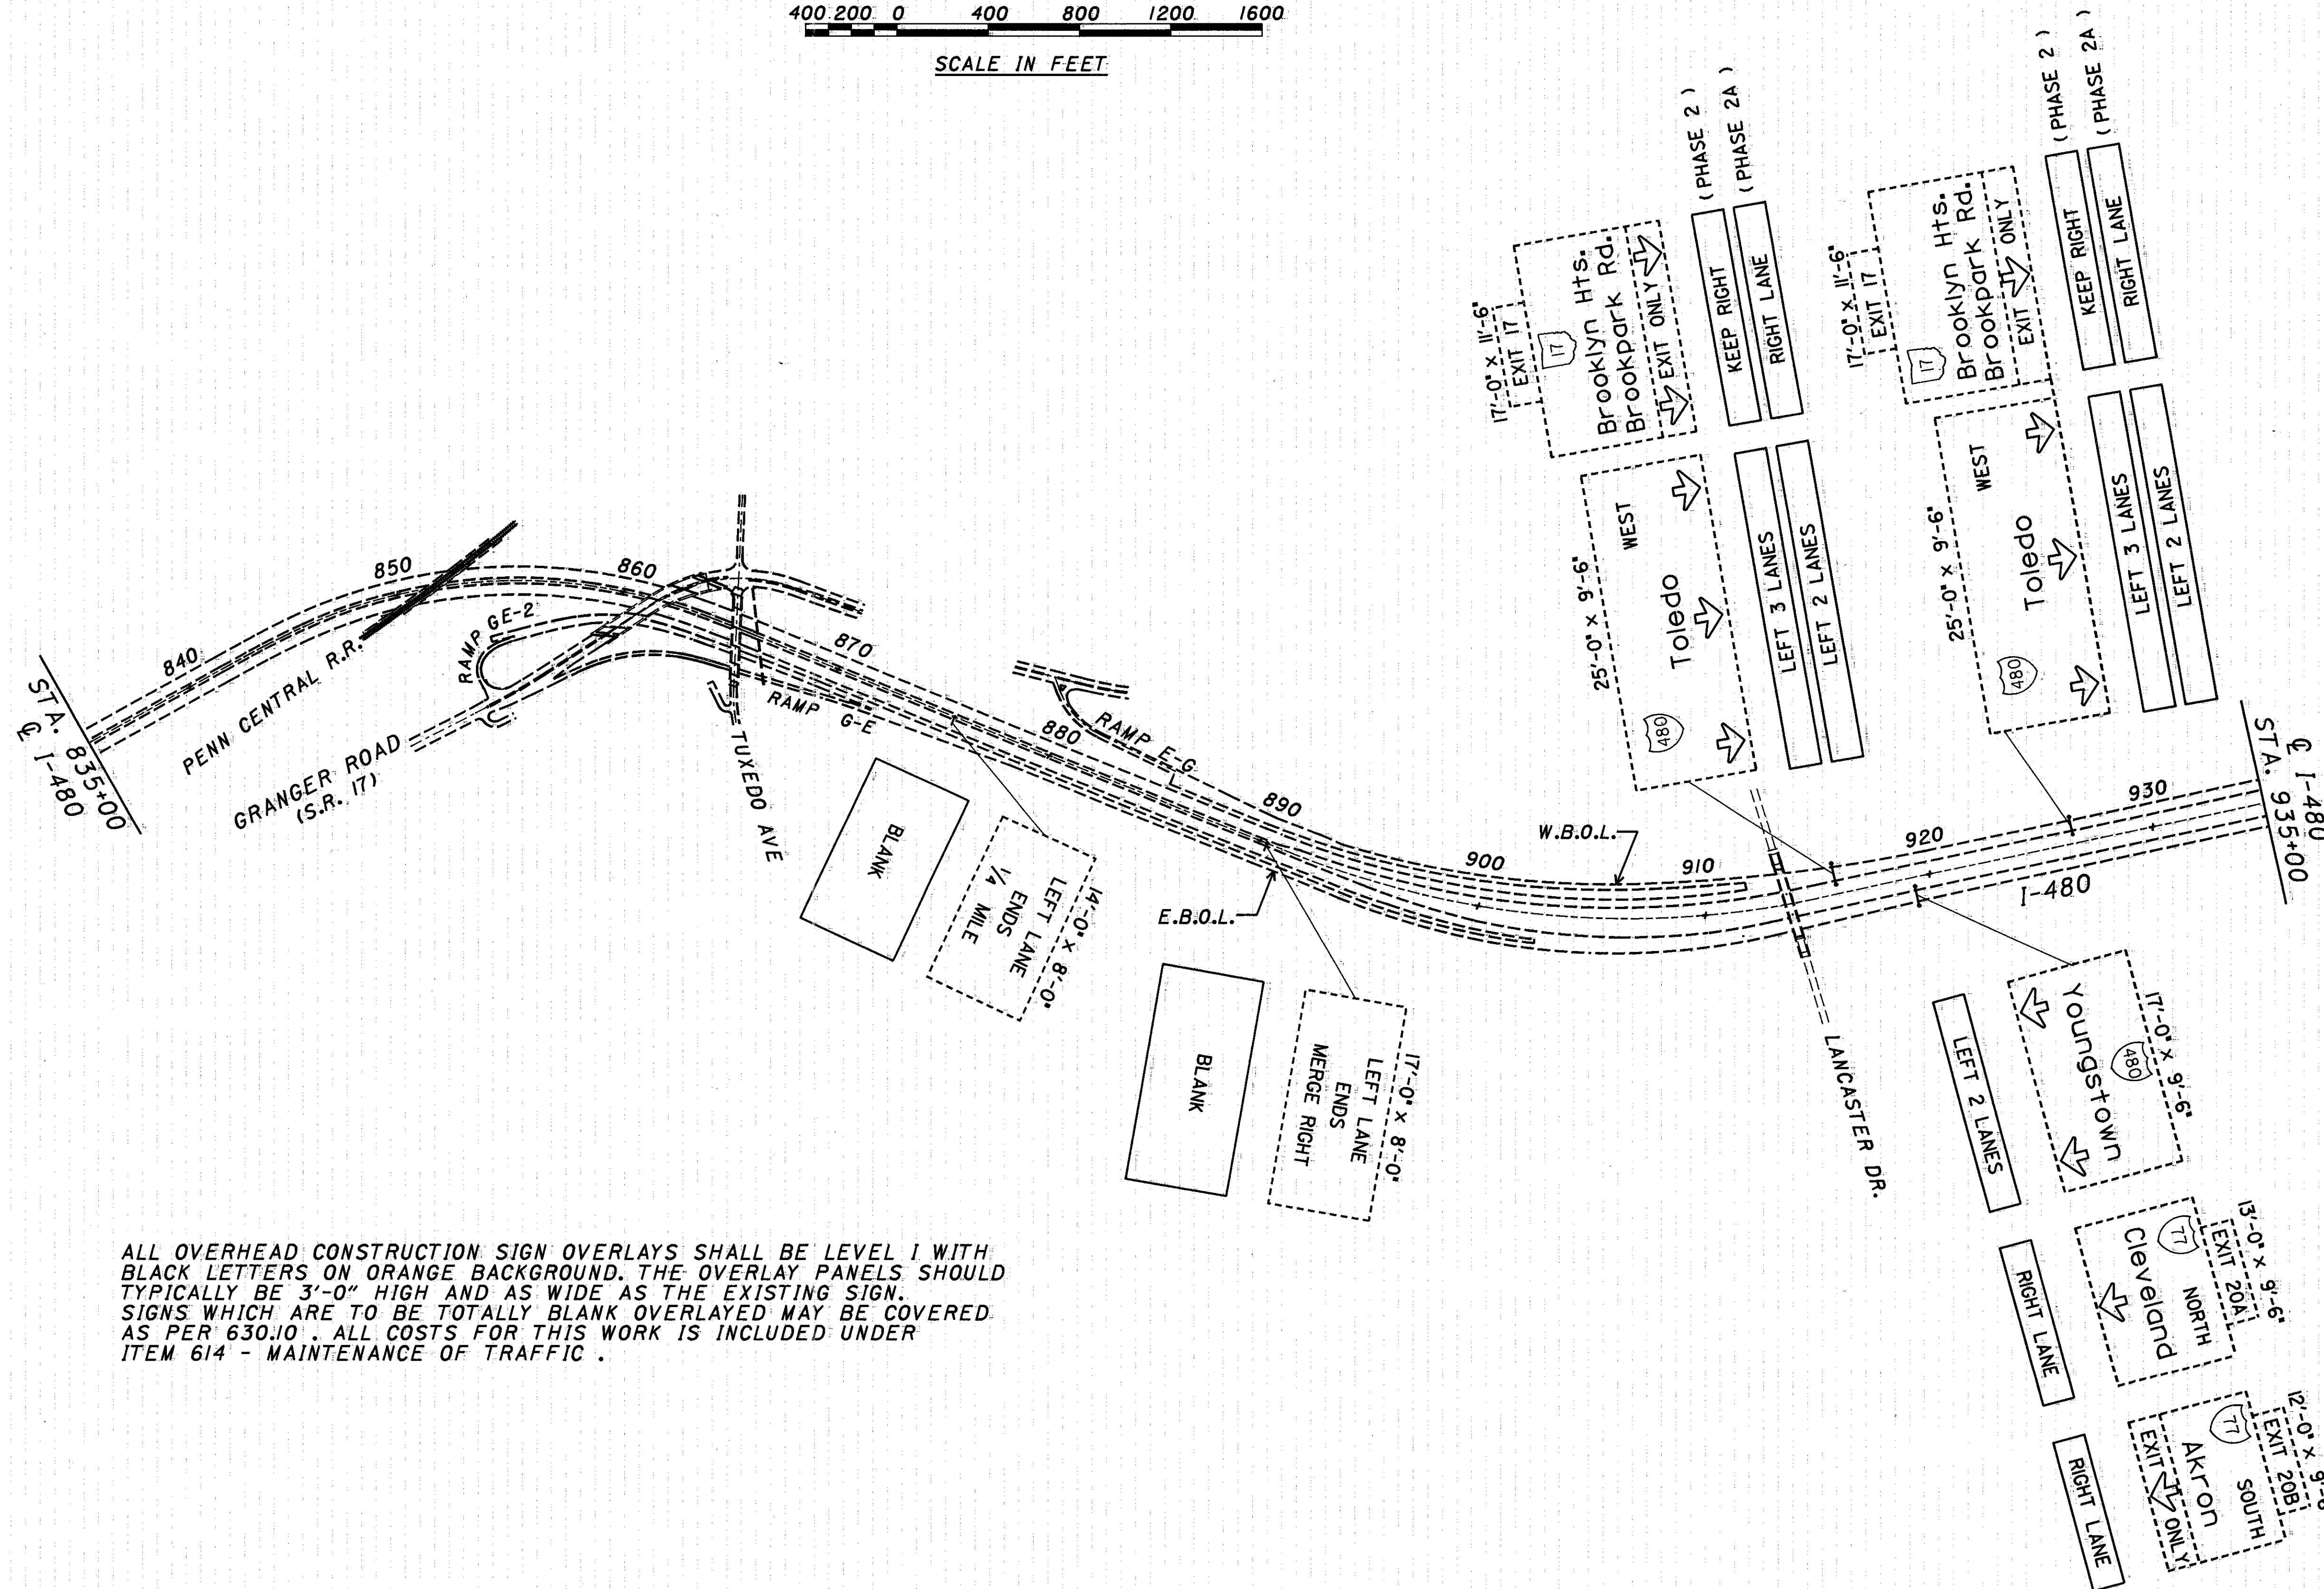 400 200 0 400 800 1200 1600
SCALE IN FEET
STA. 835+00
℄ I-480
840
850
860
870
880
890
900
910
920
930
PENN CENTRAL R.R.
GRANGER ROAD
(S.R. 17)
RAMP GE-2
RAMP G-E
TUXEDO AVE
RAMP E-G
W.B.O.L.
E.B.O.L.
LANCASTER DR.
I-480
℄ I-480
STA. 935+00
BLANK
LEFT LANE
ENDS
1/4 MILE
14'-0" x 8'-0"
BLANK
LEFT LANE
ENDS
MERGE RIGHT
17'-0" x 8'-0"
17'-0" x 11'-6"
EXIT 17
17
Brooklyn Hts.
Brookpark Rd.
EXIT ONLY
KEEP RIGHT
(PHASE 2)
RIGHT LANE
(PHASE 2A)
25'-0" x 9'-6"
WEST
480
Toledo
LEFT 3 LANES
LEFT 2 LANES
17'-0" x 11'-6"
EXIT 17
17
Brooklyn Hts.
Brookpark Rd.
EXIT ONLY
KEEP RIGHT
(PHASE 2)
RIGHT LANE
(PHASE 2A)
25'-0" x 9'-6"
WEST
480
Toledo
LEFT 3 LANES
LEFT 2 LANES
17'-0" x 9'-6"
480
Youngstown
LEFT 2 LANES
13'-0" x 9'-6"
EXIT 20A
77 NORTH
Cleveland
RIGHT LANE
12'-0" x 9'-6"
EXIT 20B
77 SOUTH
Akron
EXIT ONLY
RIGHT LANE
ALL OVERHEAD CONSTRUCTION SIGN OVERLAYS SHALL BE LEVEL I WITH
BLACK LETTERS ON ORANGE BACKGROUND. THE OVERLAY PANELS SHOULD
TYPICALLY BE 3'-0" HIGH AND AS WIDE AS THE EXISTING SIGN.
SIGNS WHICH ARE TO BE TOTALLY BLANK OVERLAYED MAY BE COVERED
AS PER 630.10 . ALL COSTS FOR THIS WORK IS INCLUDED UNDER
ITEM 614 - MAINTENANCE OF TRAFFIC .